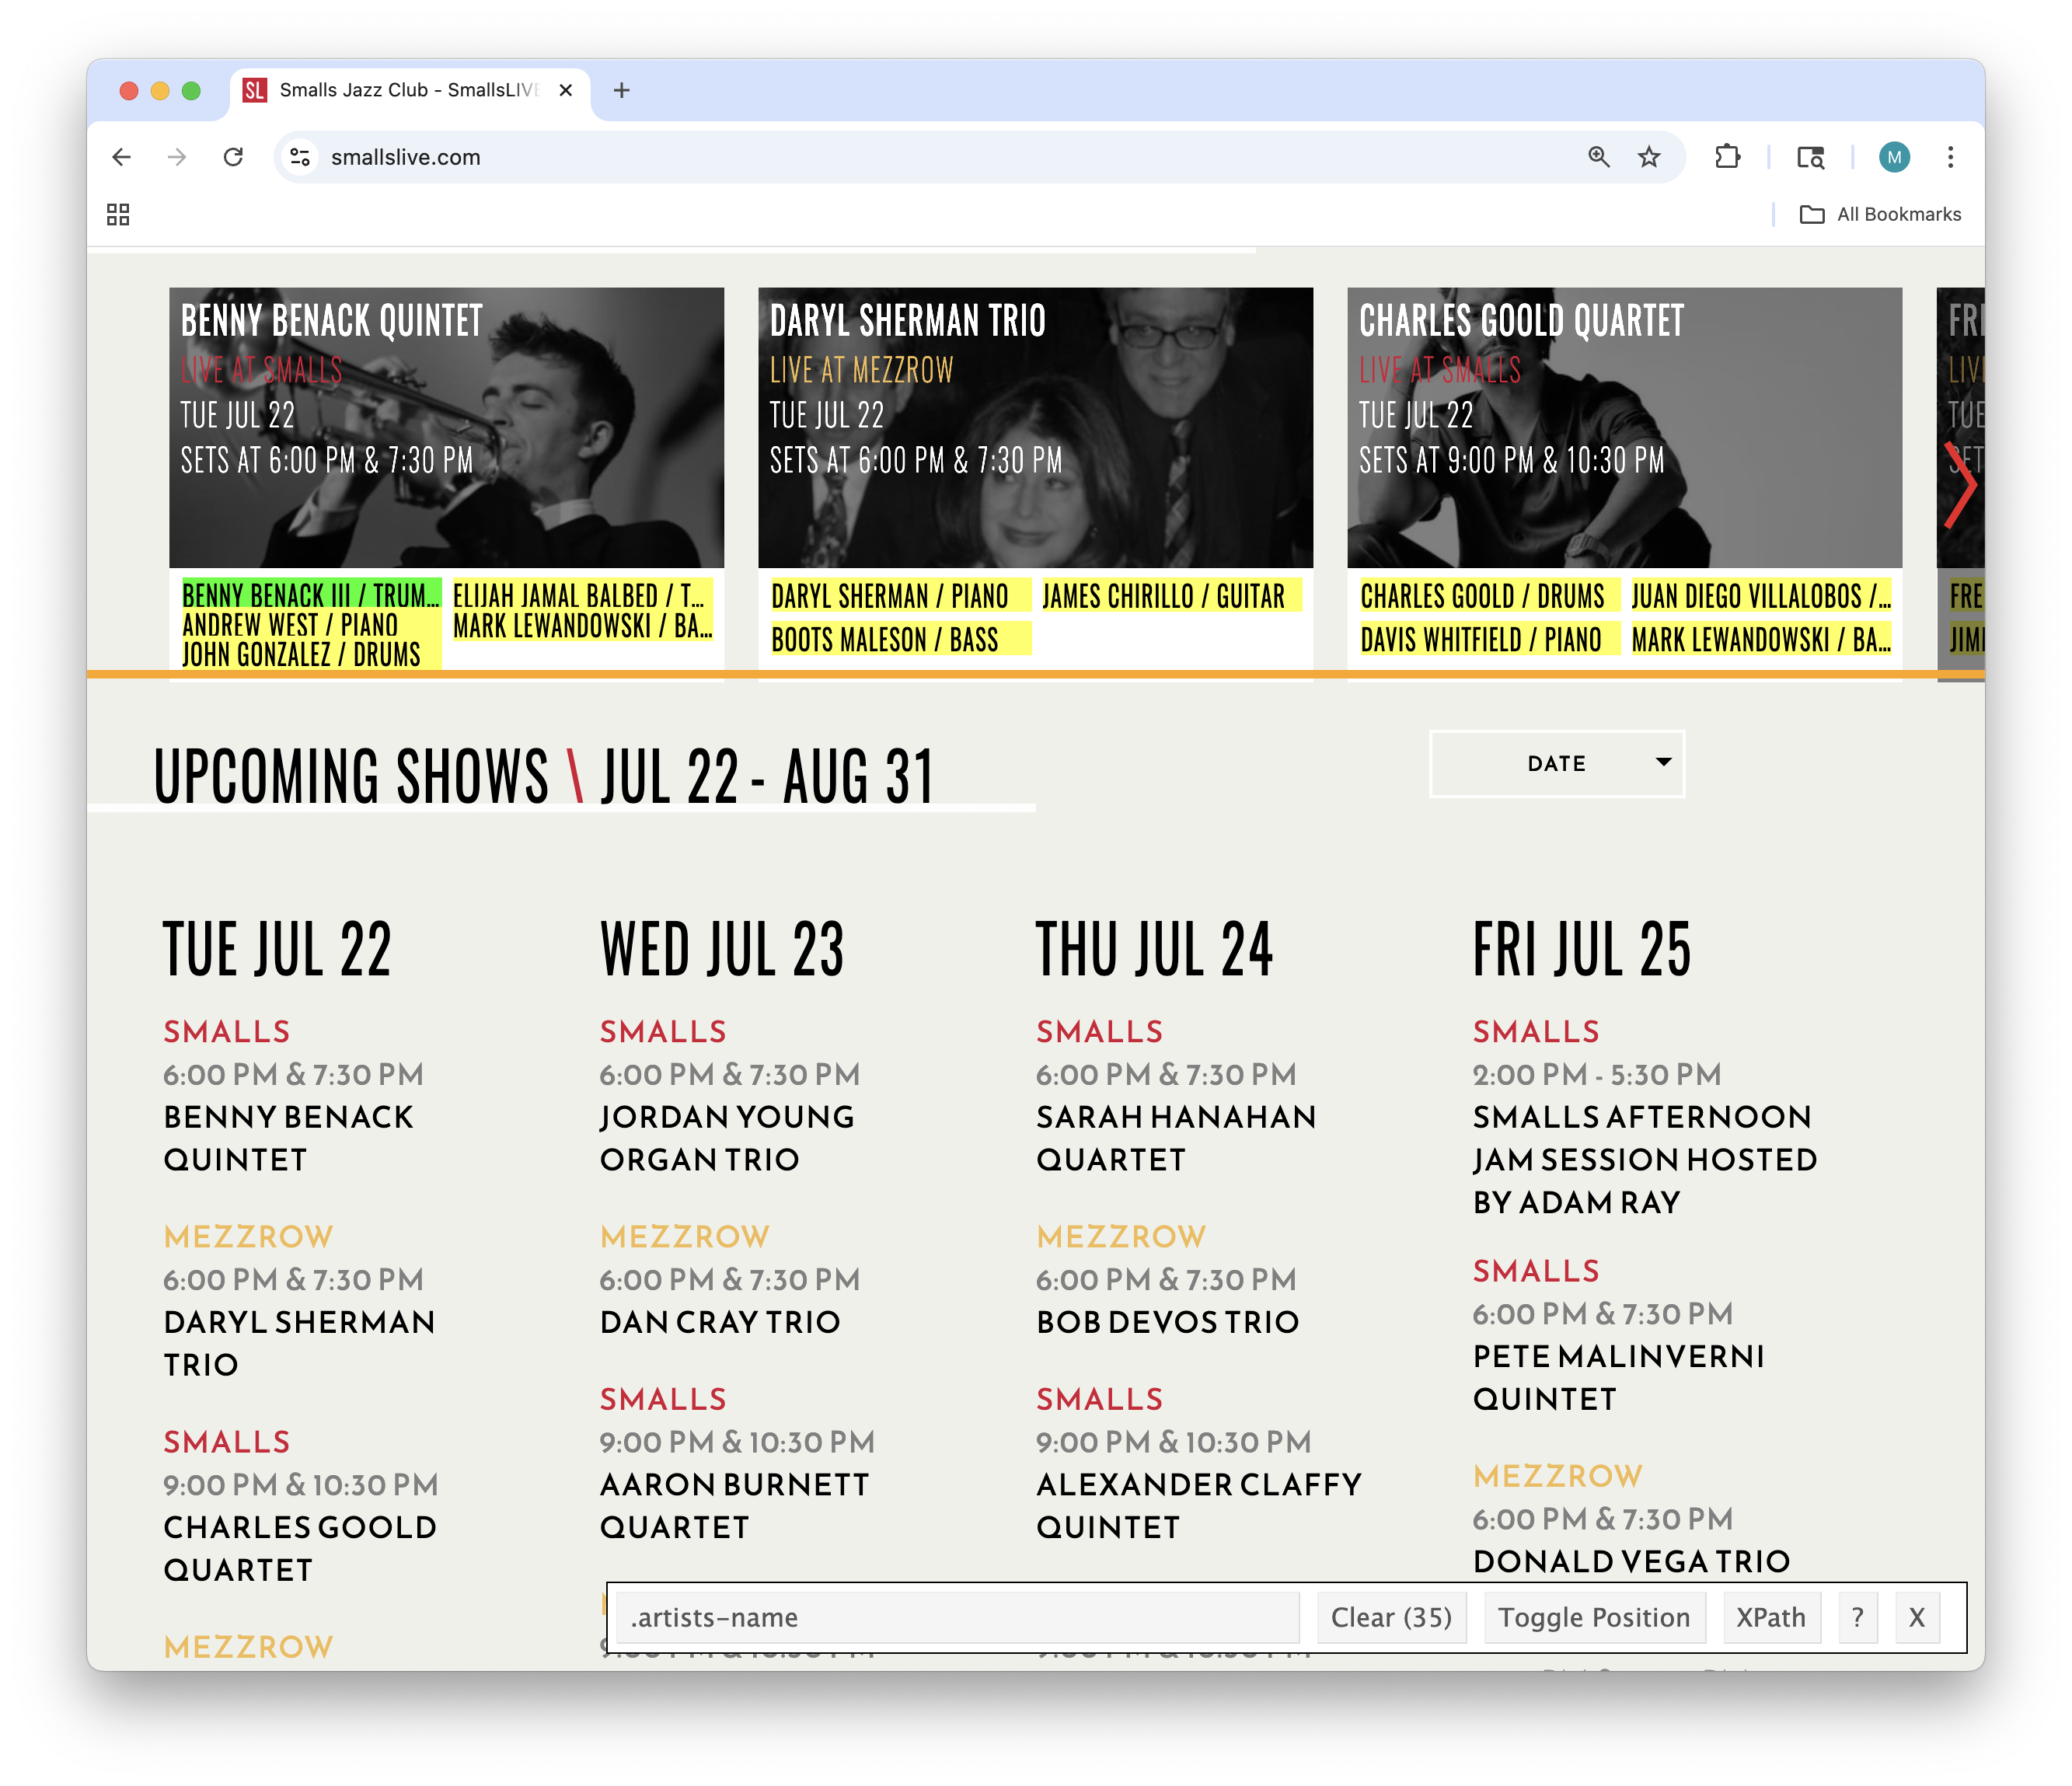 SL Smalls Jazz Club - SmallsLIVE
smallslive.com
M
All Bookmarks
BENNY BENACK QUINTET
LIVE AT SMALLS
TUE JUL 22
SETS AT 6:00 PM & 7:30 PM
BENNY BENACK III / TRUM...
ELIJAH JAMAL BALBED / T...
ANDREW WEST / PIANO
MARK LEWANDOWSKI / BA...
JOHN GONZALEZ / DRUMS
DARYL SHERMAN TRIO
LIVE AT MEZZROW
TUE JUL 22
SETS AT 6:00 PM & 7:30 PM
DARYL SHERMAN / PIANO
JAMES CHIRILLO / GUITAR
BOOTS MALESON / BASS
CHARLES GOOLD QUARTET
LIVE AT SMALLS
TUE JUL 22
SETS AT 9:00 PM & 10:30 PM
CHARLES GOOLD / DRUMS
JUAN DIEGO VILLALOBOS /...
DAVIS WHITFIELD / PIANO
MARK LEWANDOWSKI / BA...
FRE
JIM
UPCOMING SHOWS \ JUL 22 - AUG 31
DATE
TUE JUL 22
SMALLS
6:00 PM & 7:30 PM
BENNY BENACK
QUINTET
MEZZROW
6:00 PM & 7:30 PM
DARYL SHERMAN
TRIO
SMALLS
9:00 PM & 10:30 PM
CHARLES GOOLD
QUARTET
MEZZROW
WED JUL 23
SMALLS
6:00 PM & 7:30 PM
JORDAN YOUNG
ORGAN TRIO
MEZZROW
6:00 PM & 7:30 PM
DAN CRAY TRIO
SMALLS
9:00 PM & 10:30 PM
AARON BURNETT
QUARTET
THU JUL 24
SMALLS
6:00 PM & 7:30 PM
SARAH HANAHAN
QUARTET
MEZZROW
6:00 PM & 7:30 PM
BOB DEVOS TRIO
SMALLS
9:00 PM & 10:30 PM
ALEXANDER CLAFFY
QUINTET
FRI JUL 25
SMALLS
2:00 PM - 5:30 PM
SMALLS AFTERNOON
JAM SESSION HOSTED
BY ADAM RAY
SMALLS
6:00 PM & 7:30 PM
PETE MALINVERNI
QUINTET
MEZZROW
6:00 PM & 7:30 PM
DONALD VEGA TRIO
.artists-name
Clear (35)
Toggle Position
XPath
?
X